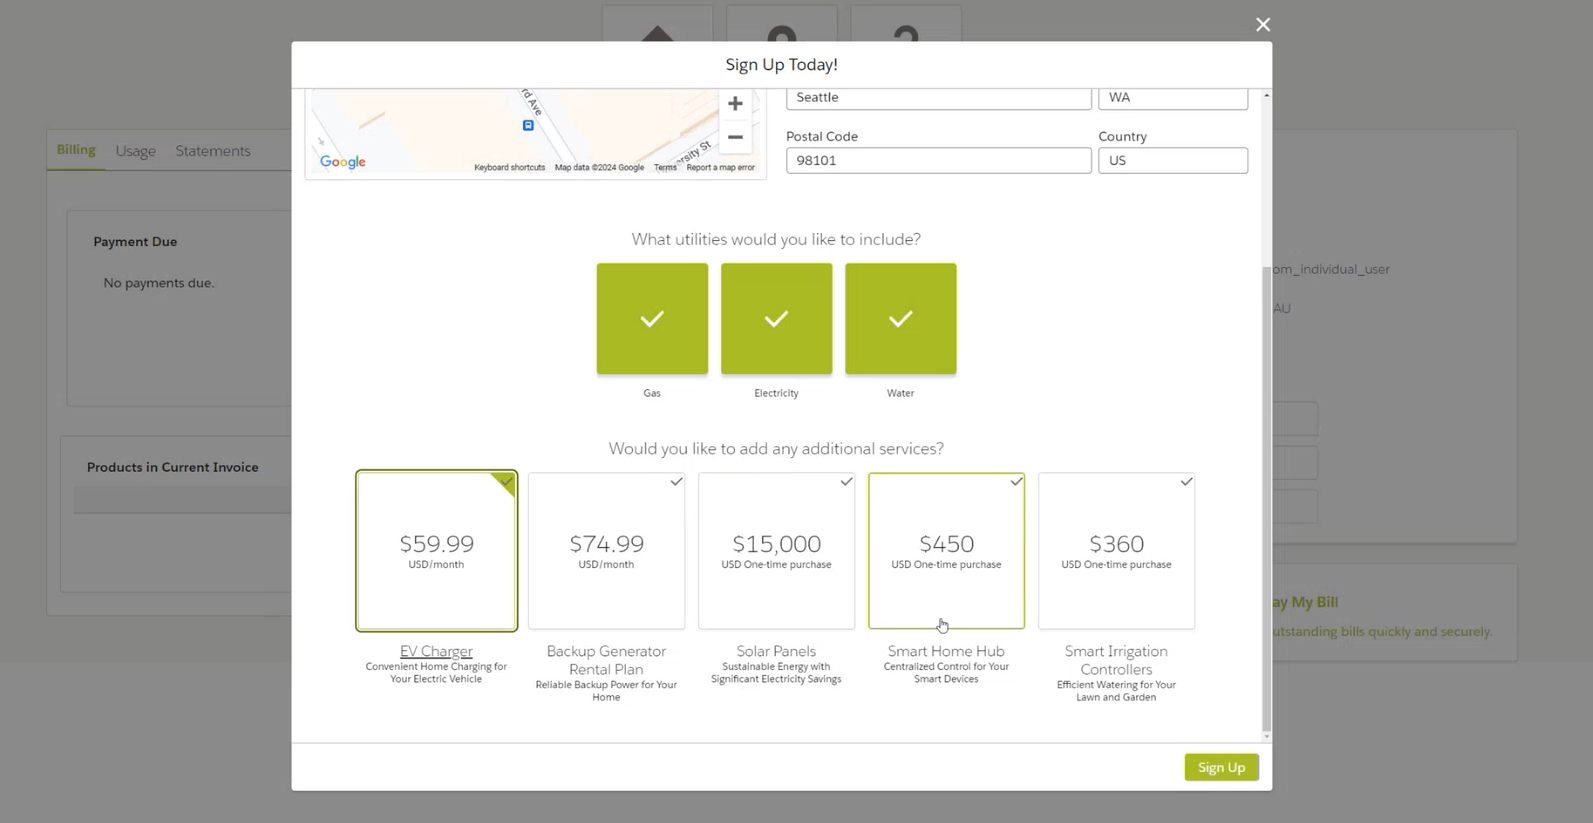 Sign Up Today!
rd Ave
ersity St
Google
Keyboard shortcuts Map data ©2024 Google Terms Report a map error
Seattle
WA
Postal Code
Country
98101
US
Billing Usage Statements
Payment Due
No payments due.
Products in Current Invoice
om_individual_user
AU
What utilities would you like to include?
Gas
Electricity
Water
Would you like to add any additional services?
$59.99
USD/month
EV Charger
Convenient Home Charging for
Your Electric Vehicle
$74.99
USD/month
Backup Generator
Rental Plan
Reliable Backup Power for Your
Home
$15,000
USD One-time purchase
Solar Panels
Sustainable Energy with
Significant Electricity Savings
$450
USD One-time purchase
Smart Home Hub
Centralized Control for Your
Smart Devices
$360
USD One-time purchase
Smart Irrigation
Controllers
Efficient Watering for Your
Lawn and Garden
ay My Bill
utstanding bills quickly and securely.
Sign Up